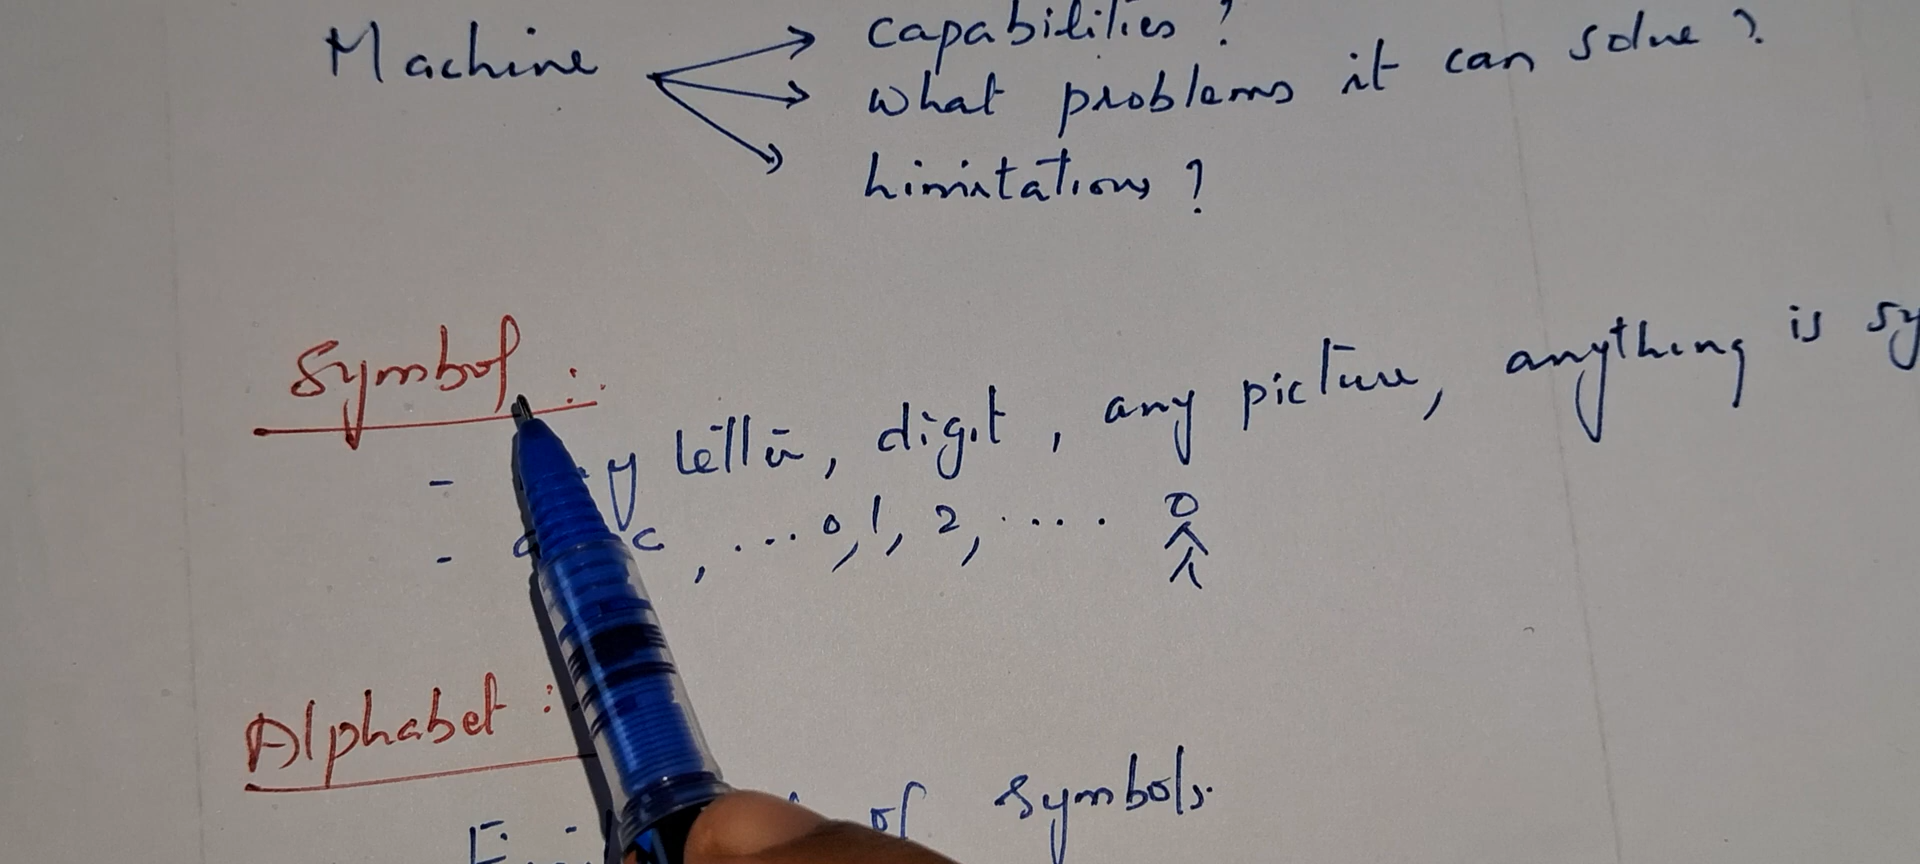 Machine
capabilities ?
what problems it can solve ?
Limitations ?
Symbol :
- letter, digit, any picture, anything is
- c, ... 0, 1, 2, ....
Alphabet :
of symbols.